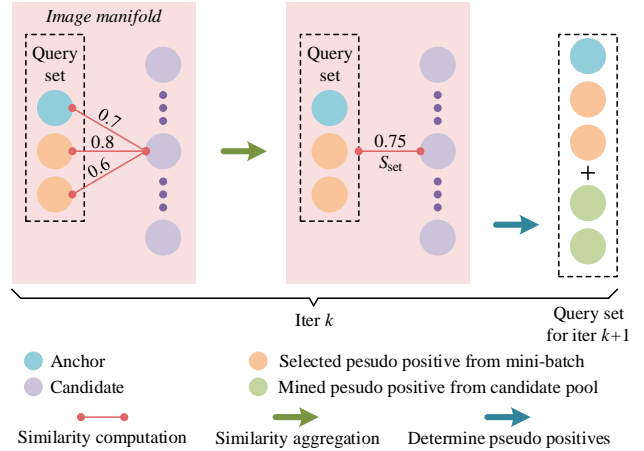 Image manifold
Query
set
0.7
0.8
0.6
Query
set
0.75
Sset
+
Iter k
Query set
for iter k+1
Anchor
Selected pesudo positive from mini-batch
Candidate
Mined pesudo positive from candidate pool
Similarity computation
Similarity aggregation
Determine pseudo positives